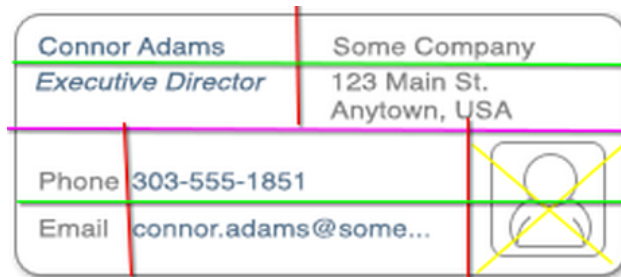 Connor Adams
Some Company
Executive Director
123 Main St.
Anytown, USA
Phone 303-555-1851
Email connor.adams@some...